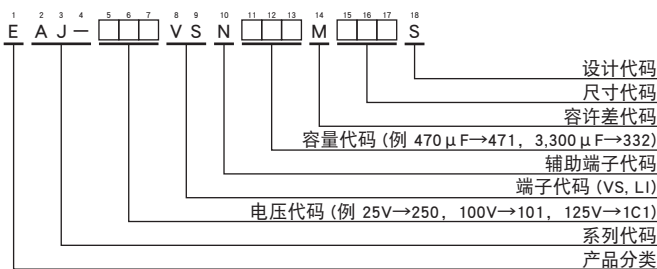 1 2 3 4 5 6 7 8 9 10 11 12 13 14 15 16 17 18
E A J — □□□ V S N □□□ M □□□ S
设计代码
尺寸代码
容许差代码
容量代码 (例 470μF→471, 3,300μF→332)
辅助端子代码
端子代码 (VS, LI)
电压代码 (例 25V→250, 100V→101, 125V→1C1)
系列代码
产品分类